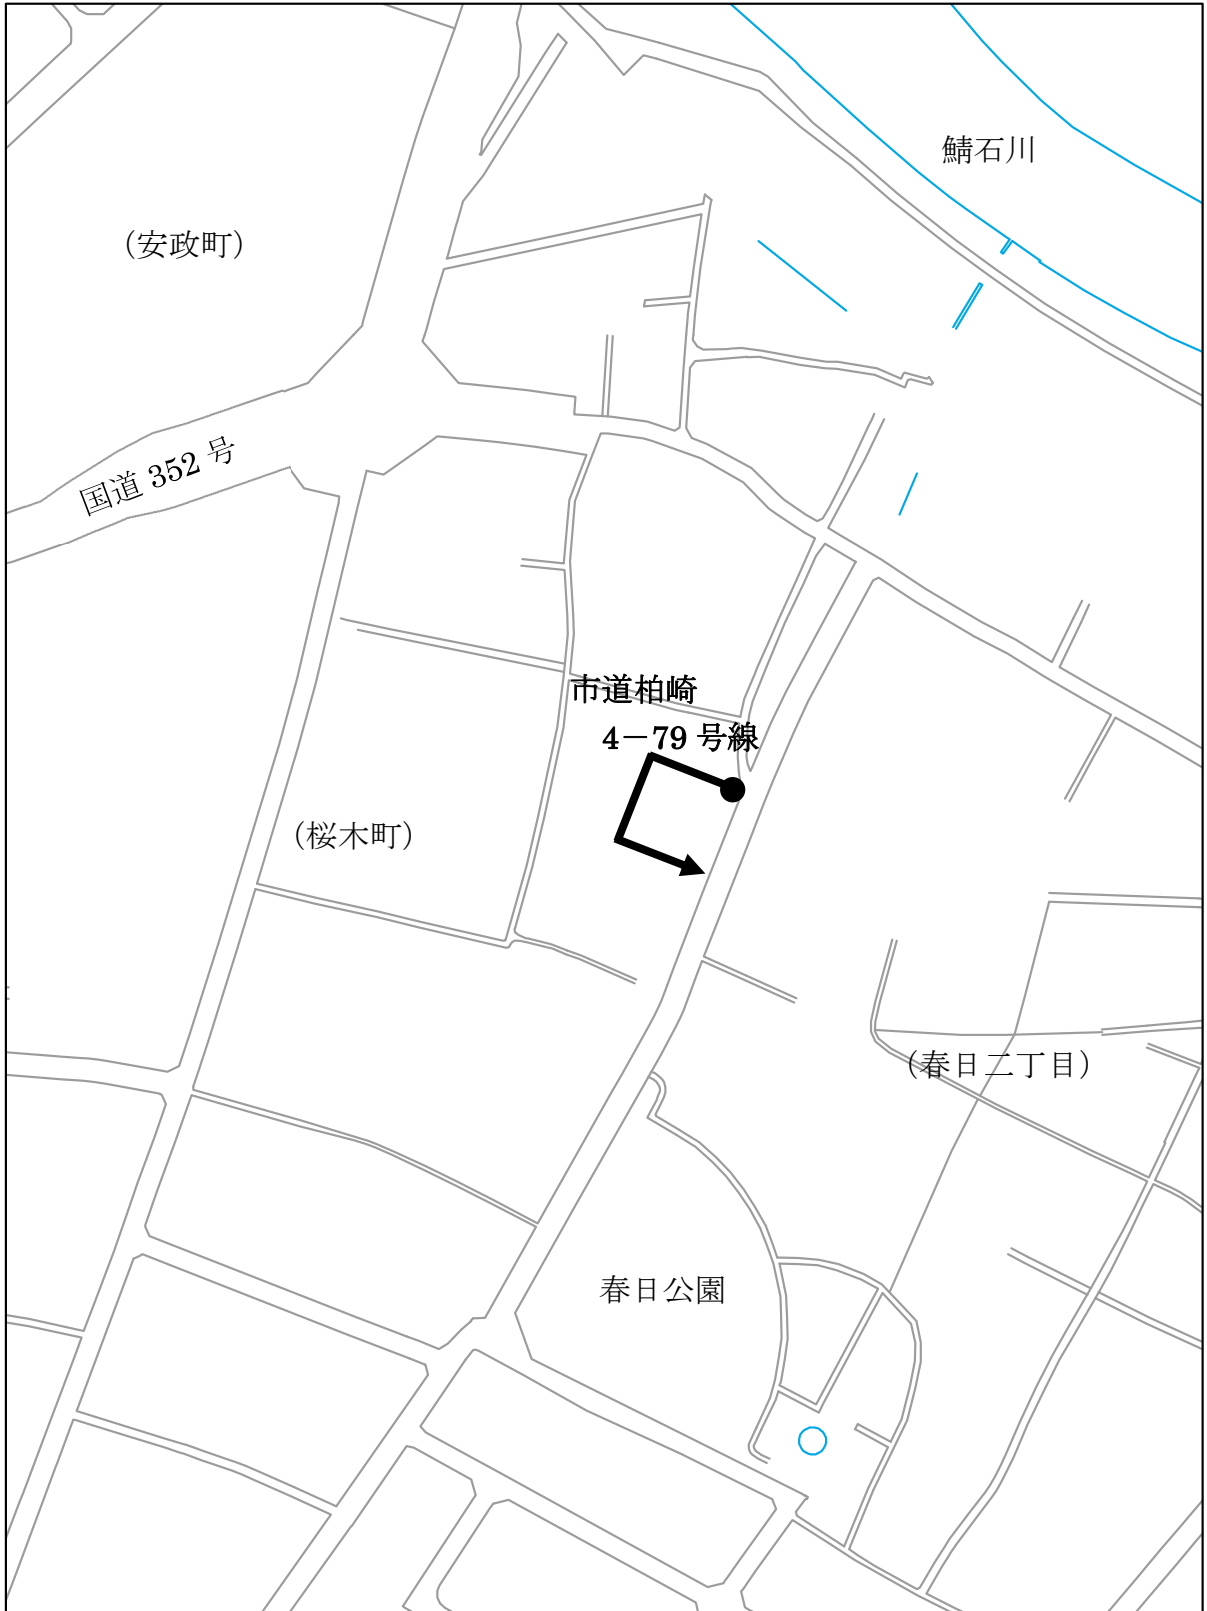 鯖石川
（安政町）
国道 352 号
市道柏崎
4－79 号線
（桜木町）
（春日二丁目）
春日公園